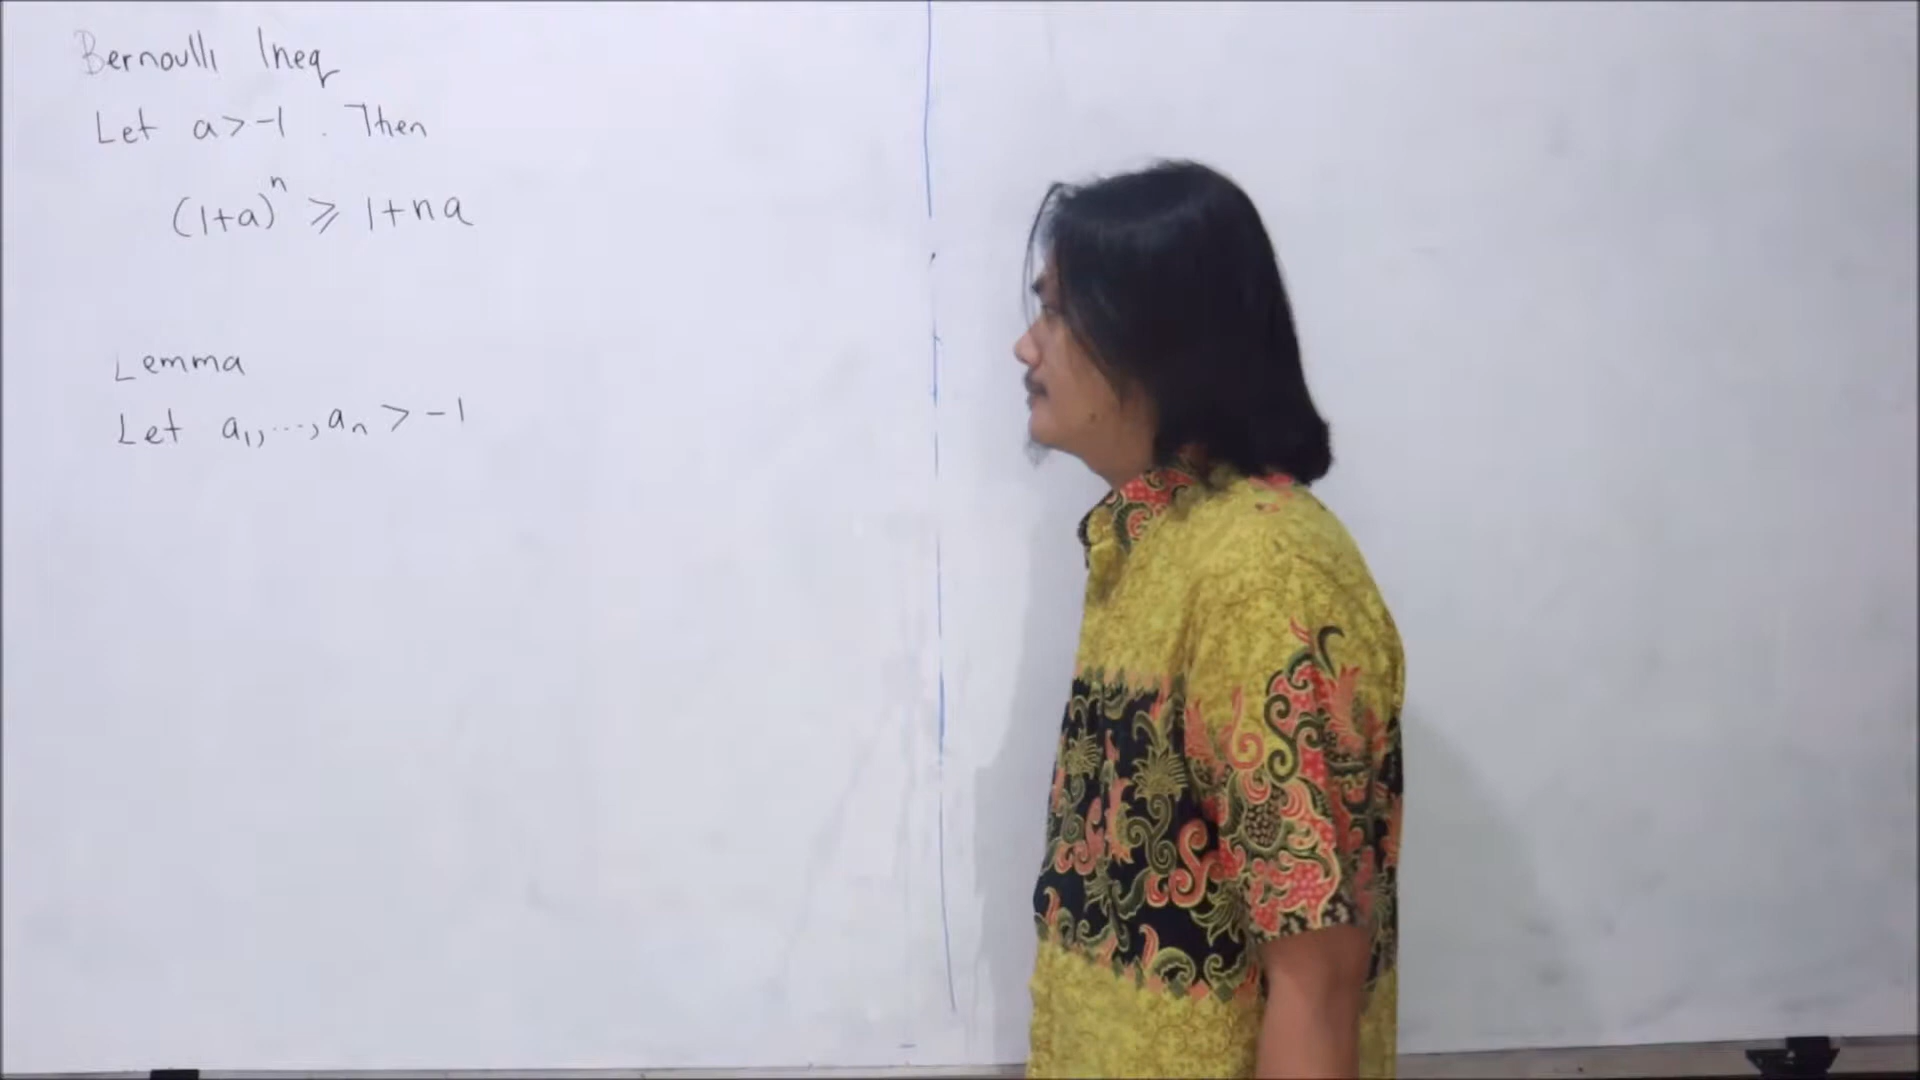 Bernoulli Ineq
Let a > -1 . Then
(1+a)^n ⩾ 1+na
Lemma
Let a₁,...,aₙ > -1